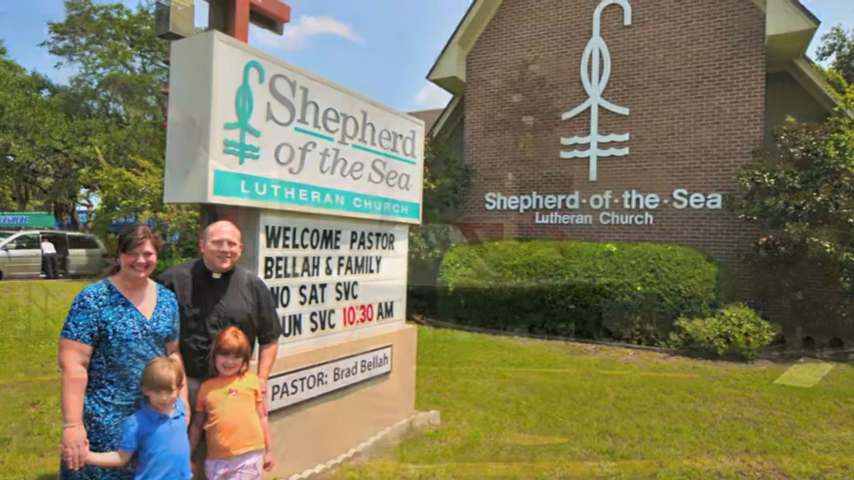 Shepherd
of the Sea
LUTHERAN CHURCH
WELCOME PASTOR
BELLAH & FAMILY
NO SAT SVC
SUN SVC 10:30 AM
PASTOR: Brad Bellah
Shepherd·of·the·Sea
Lutheran Church